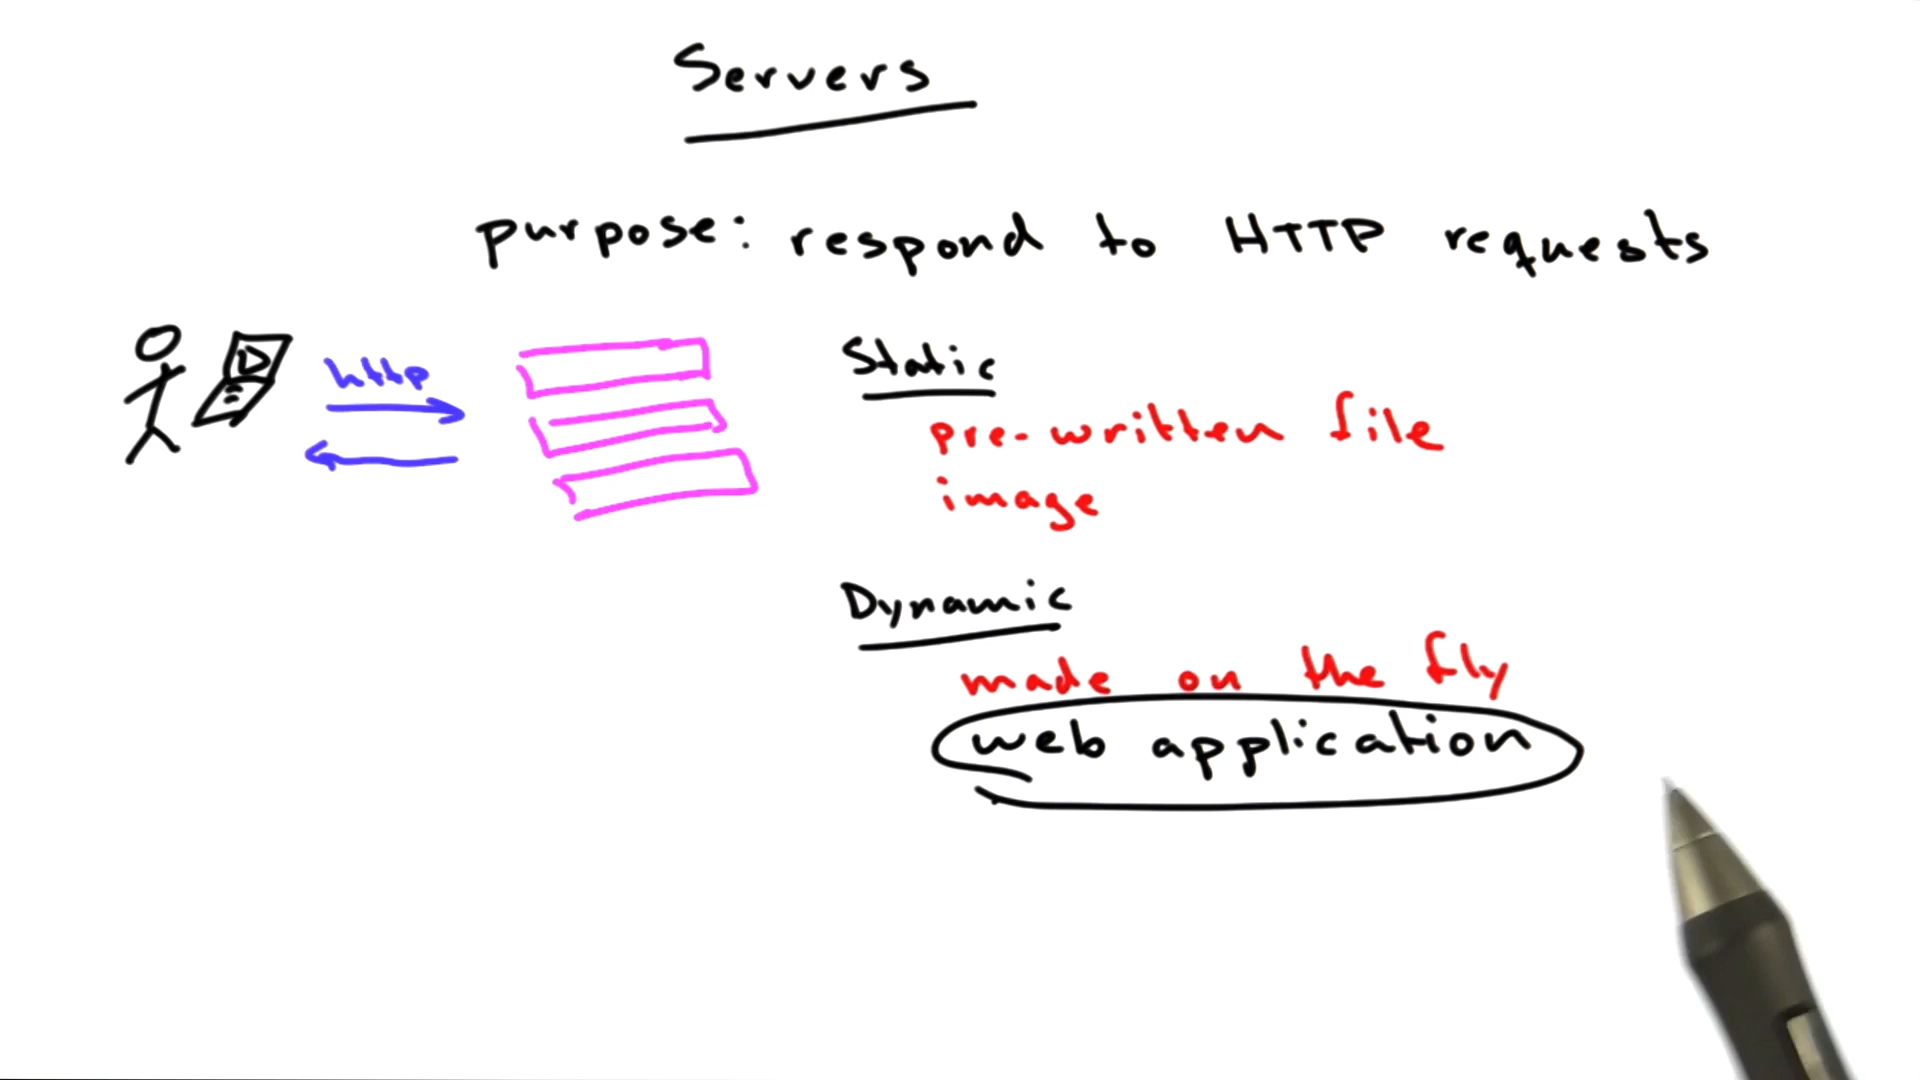 Servers
purpose: respond to HTTP requests
http
Static
pre-written file
image
Dynamic
made on the fly
web application